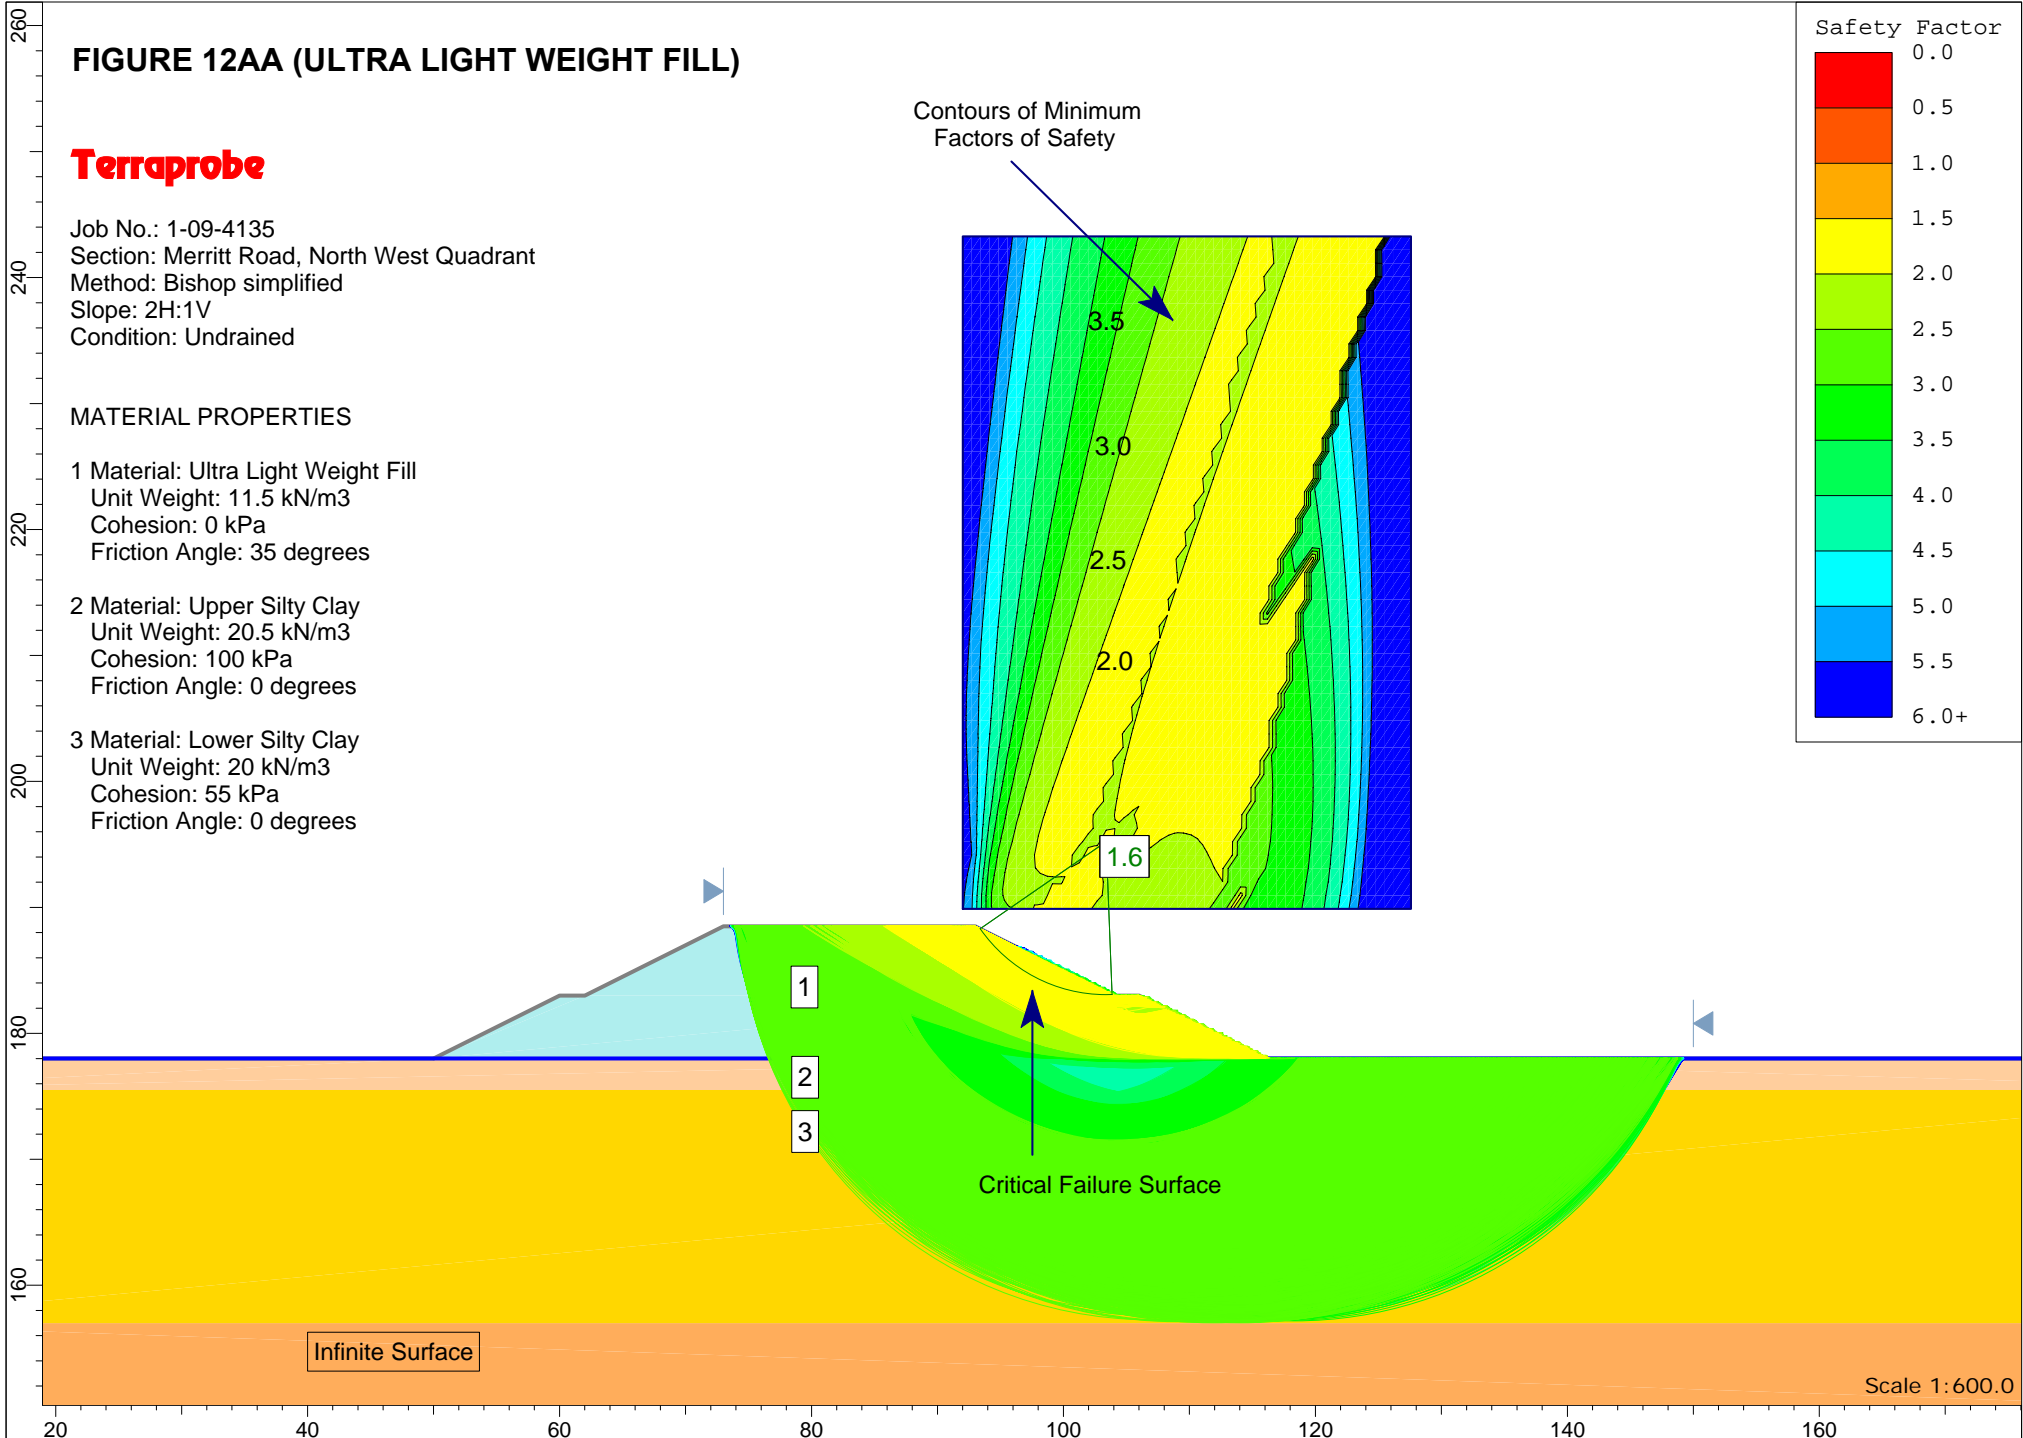 FIGURE 12AA (ULTRA LIGHT WEIGHT FILL)
Terraprobe
Job No.: 1-09-4135
Section: Merritt Road, North West Quadrant
Method: Bishop simplified
Slope: 2H:1V
Condition: Undrained
MATERIAL PROPERTIES
1 Material: Ultra Light Weight Fill
Unit Weight: 11.5 kN/m3
Cohesion: 0 kPa
Friction Angle: 35 degrees
2 Material: Upper Silty Clay
Unit Weight: 20.5 kN/m3
Cohesion: 100 kPa
Friction Angle: 0 degrees
3 Material: Lower Silty Clay
Unit Weight: 20 kN/m3
Cohesion: 55 kPa
Friction Angle: 0 degrees
Contours of Minimum
Factors of Safety
3.5
3.0
2.5
2.0
1.6
Safety Factor
0.0
0.5
1.0
1.5
2.0
2.5
3.0
3.5
4.0
4.5
5.0
5.5
6.0+
1
2
3
Critical Failure Surface
Infinite Surface
Scale 1:600.0
260
240
220
200
180
160
20
40
60
80
100
120
140
160